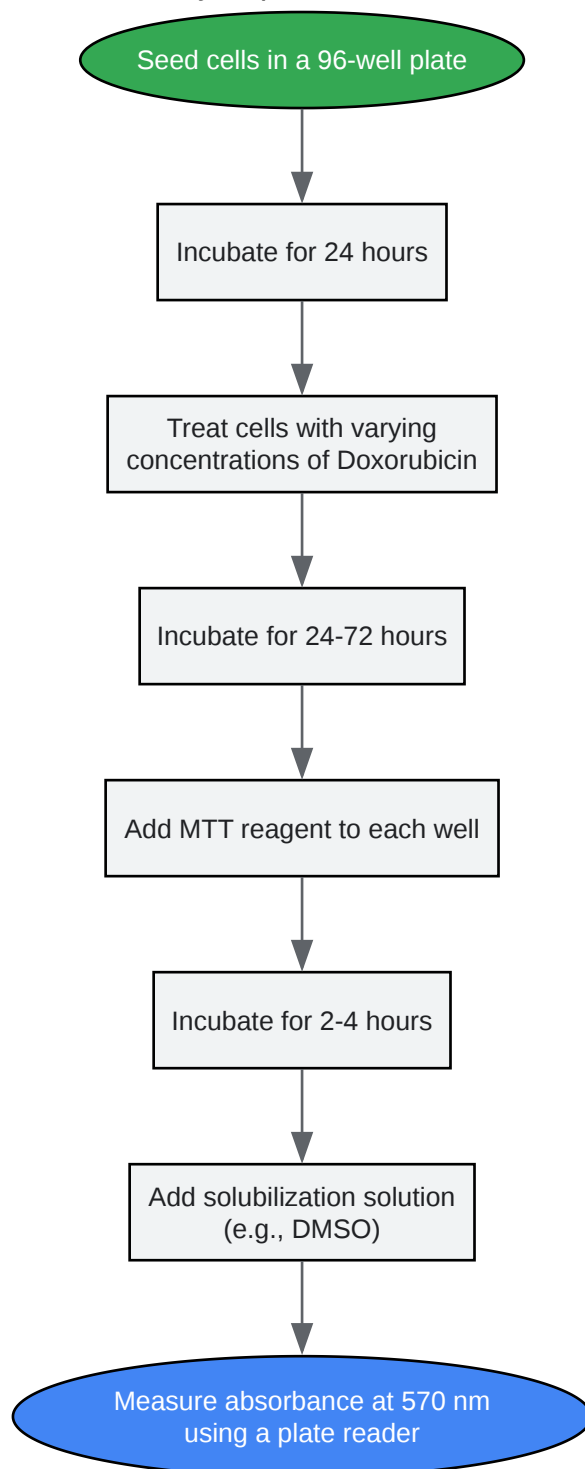 Seed cells in a 96-well plate
Incubate for 24 hours
Treat cells with varying
concentrations of Doxorubicin
Incubate for 24-72 hours
Add MTT reagent to each well
Incubate for 2-4 hours
Add solubilization solution
(e.g., DMSO)
Measure absorbance at 570 nm
using a plate reader